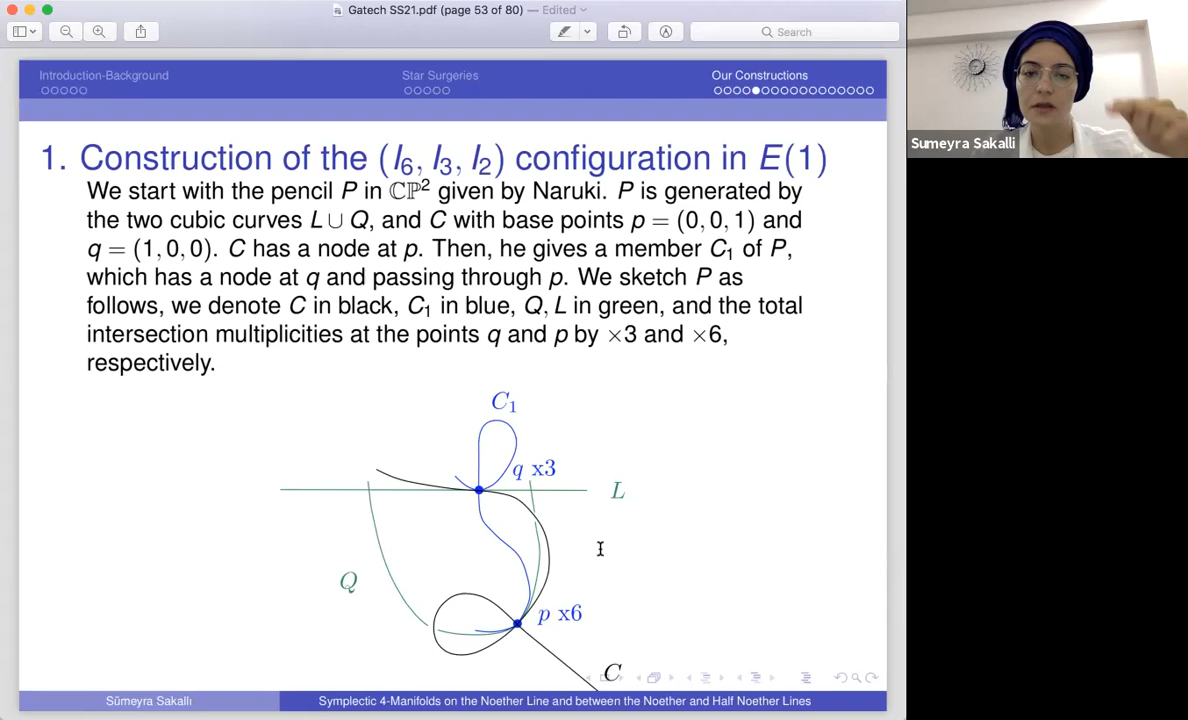 Gatech SS21.pdf (page 53 of 80) — Edited
Search
Introduction-Background
Star Surgeries
Our Constructions
1. Construction of the (I₆, I₃, I₂) configuration in E(1)
We start with the pencil P in ℂℙ² given by Naruki. P is generated by
the two cubic curves L ∪ Q, and C with base points p = (0, 0, 1) and
q = (1, 0, 0). C has a node at p. Then, he gives a member C₁ of P,
which has a node at q and passing through p. We sketch P as
follows, we denote C in black, C₁ in blue, Q, L in green, and the total
intersection multiplicities at the points q and p by ×3 and ×6,
respectively.
C₁
q x3
L
Q
p x6
C
Sümeyra Sakallı
Symplectic 4-Manifolds on the Noether Line and between the Noether and Half Noether Lines
Sumeyra Sakalli